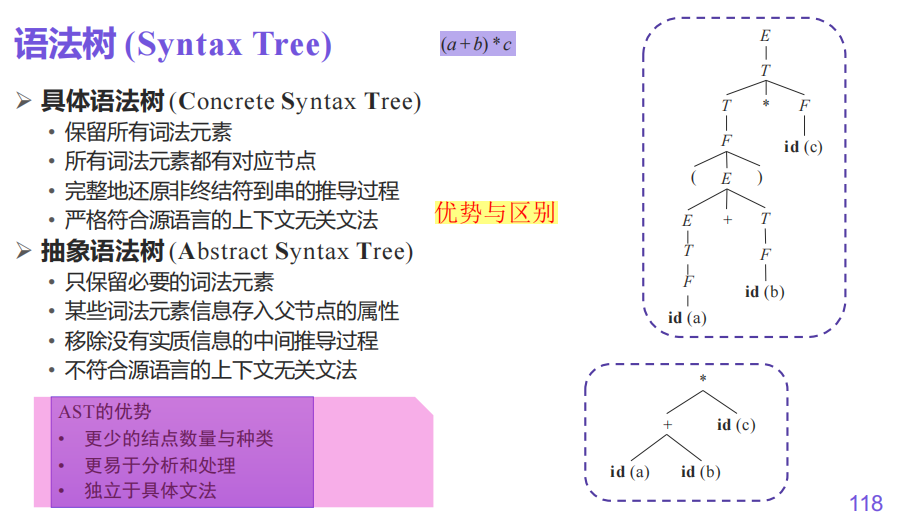 语法树 (Syntax Tree)
(a+b)*c
➢ 具体语法树 (Concrete Syntax Tree)
• 保留所有词法元素
• 所有词法元素都有对应节点
• 完整地还原非终结符到串的推导过程
• 严格符合源语言的上下文无关文法
优势与区别
➢ 抽象语法树 (Abstract Syntax Tree)
• 只保留必要的词法元素
• 某些词法元素信息存入父节点的属性
• 移除没有实质信息的中间推导过程
• 不符合源语言的上下文无关文法
AST的优势
• 更少的结点数量与种类
• 更易于分析和处理
• 独立于具体文法
E
T
T * F
F id (c)
( E )
E + T
T F
F id (b)
id (a)
*
+ id (c)
id (a) id (b)
118